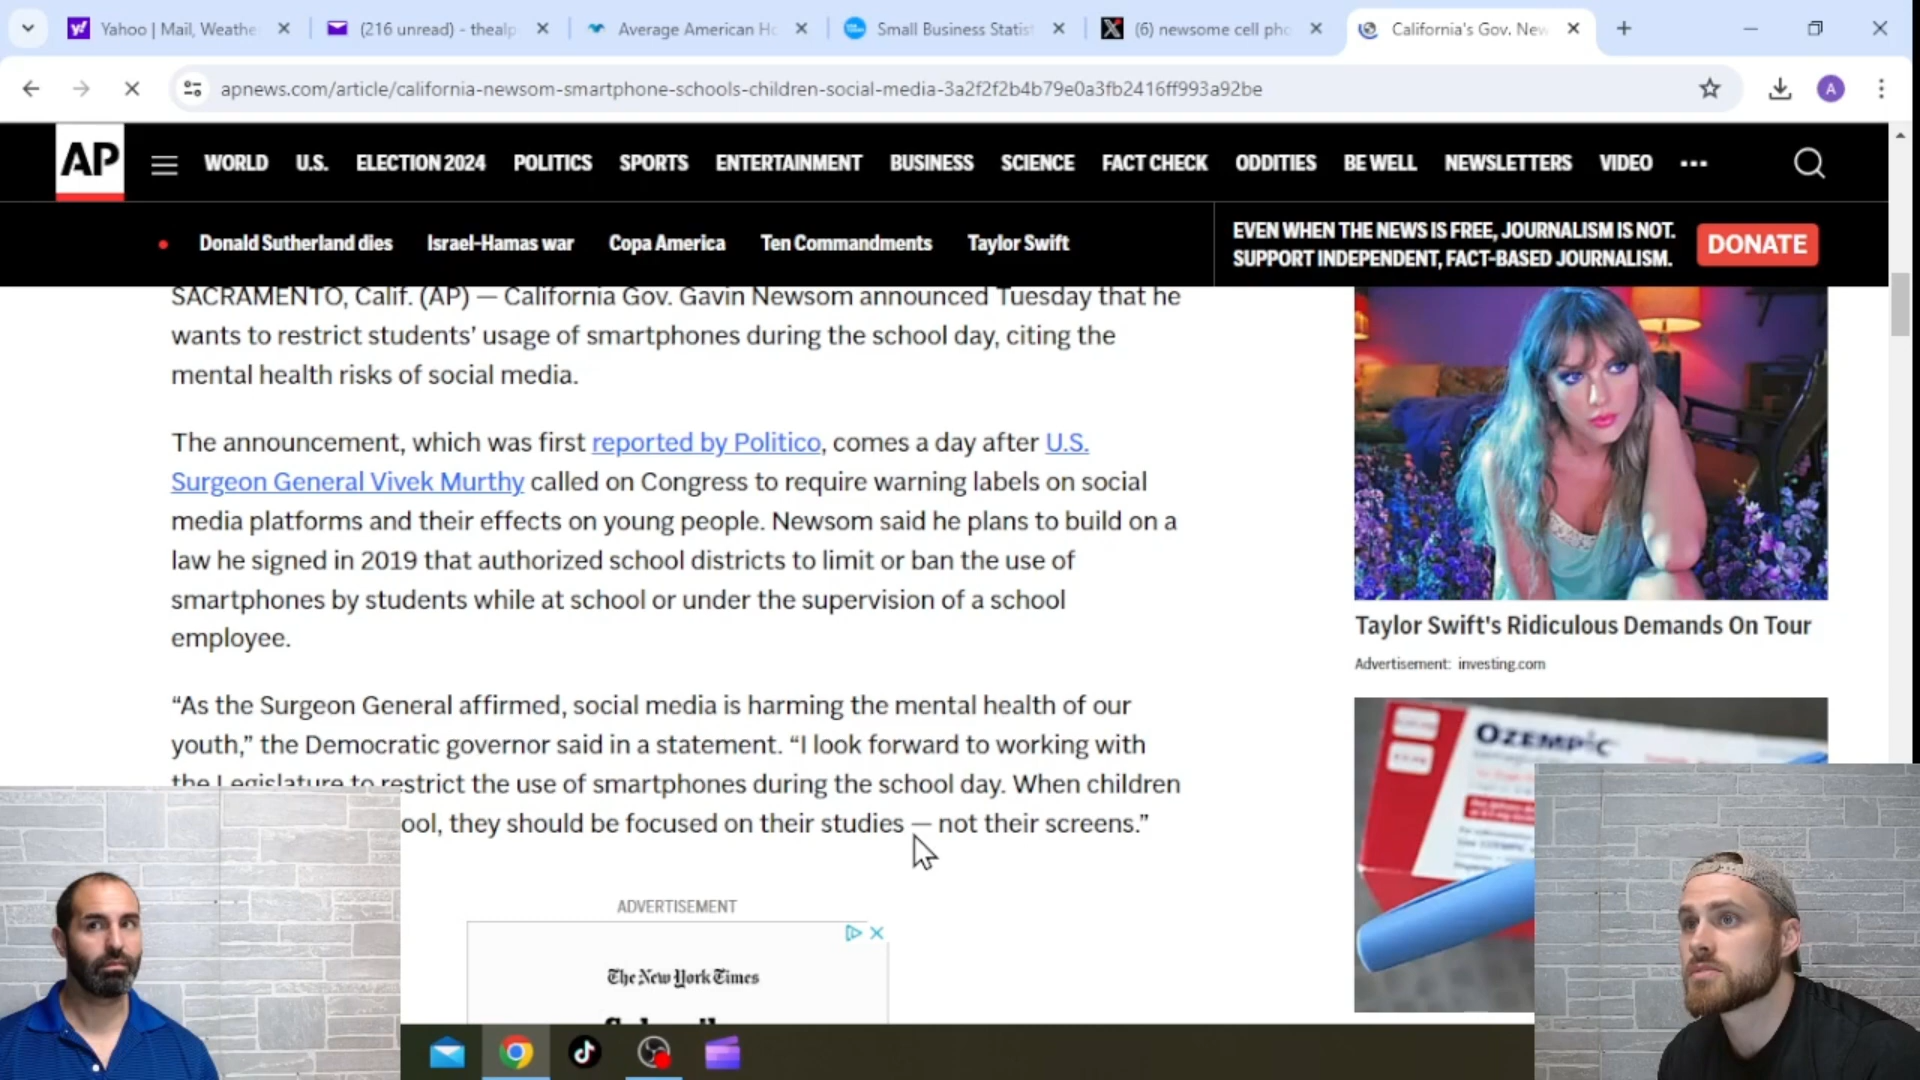 Yahoo | Mail, Weathe
(216 unread) - thealp
Average American Ho
Small Business Statist
(6) newsome cell pho
California's Gov. New
apnews.com/article/california-newsom-smartphone-schools-children-social-media-3a2f2f2b4b79e0a3fb2416ff993a92be
A
AP
WORLD U.S. ELECTION 2024 POLITICS SPORTS ENTERTAINMENT BUSINESS SCIENCE FACT CHECK ODDITIES BE WELL NEWSLETTERS VIDEO
Donald Sutherland dies Israel-Hamas war Copa America Ten Commandments Taylor Swift
EVEN WHEN THE NEWS IS FREE, JOURNALISM IS NOT.
SUPPORT INDEPENDENT, FACT-BASED JOURNALISM.
DONATE
SACRAMENTO, Calif. (AP) — California Gov. Gavin Newsom announced Tuesday that he
wants to restrict students’ usage of smartphones during the school day, citing the
mental health risks of social media.
The announcement, which was first reported by Politico, comes a day after U.S.
Surgeon General Vivek Murthy called on Congress to require warning labels on social
media platforms and their effects on young people. Newsom said he plans to build on a
law he signed in 2019 that authorized school districts to limit or ban the use of
smartphones by students while at school or under the supervision of a school
employee.
“As the Surgeon General affirmed, social media is harming the mental health of our
youth,” the Democratic governor said in a statement. “I look forward to working with
the Legislature to restrict the use of smartphones during the school day. When children
ool, they should be focused on their studies — not their screens.”
ADVERTISEMENT
The New York Times
Taylor Swift's Ridiculous Demands On Tour
Advertisement: investing.com
OZEMPIC